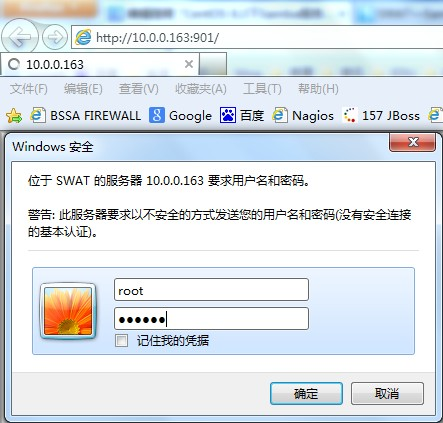 http://10.0.0.163:901/
10.0.0.163
文件(F) 编辑(E) 查看(V) 收藏夹(A) 工具(T) 帮助(H)
BSSA FIREWALL Google 百度 Nagios 157 JBoss
Windows 安全
位于 SWAT 的服务器 10.0.0.163 要求用户名和密码。
警告: 此服务器要求以不安全的方式发送您的用户名和密码(没有安全连接
的基本认证)。
root
●●●●●●
记住我的凭据
确定 取消